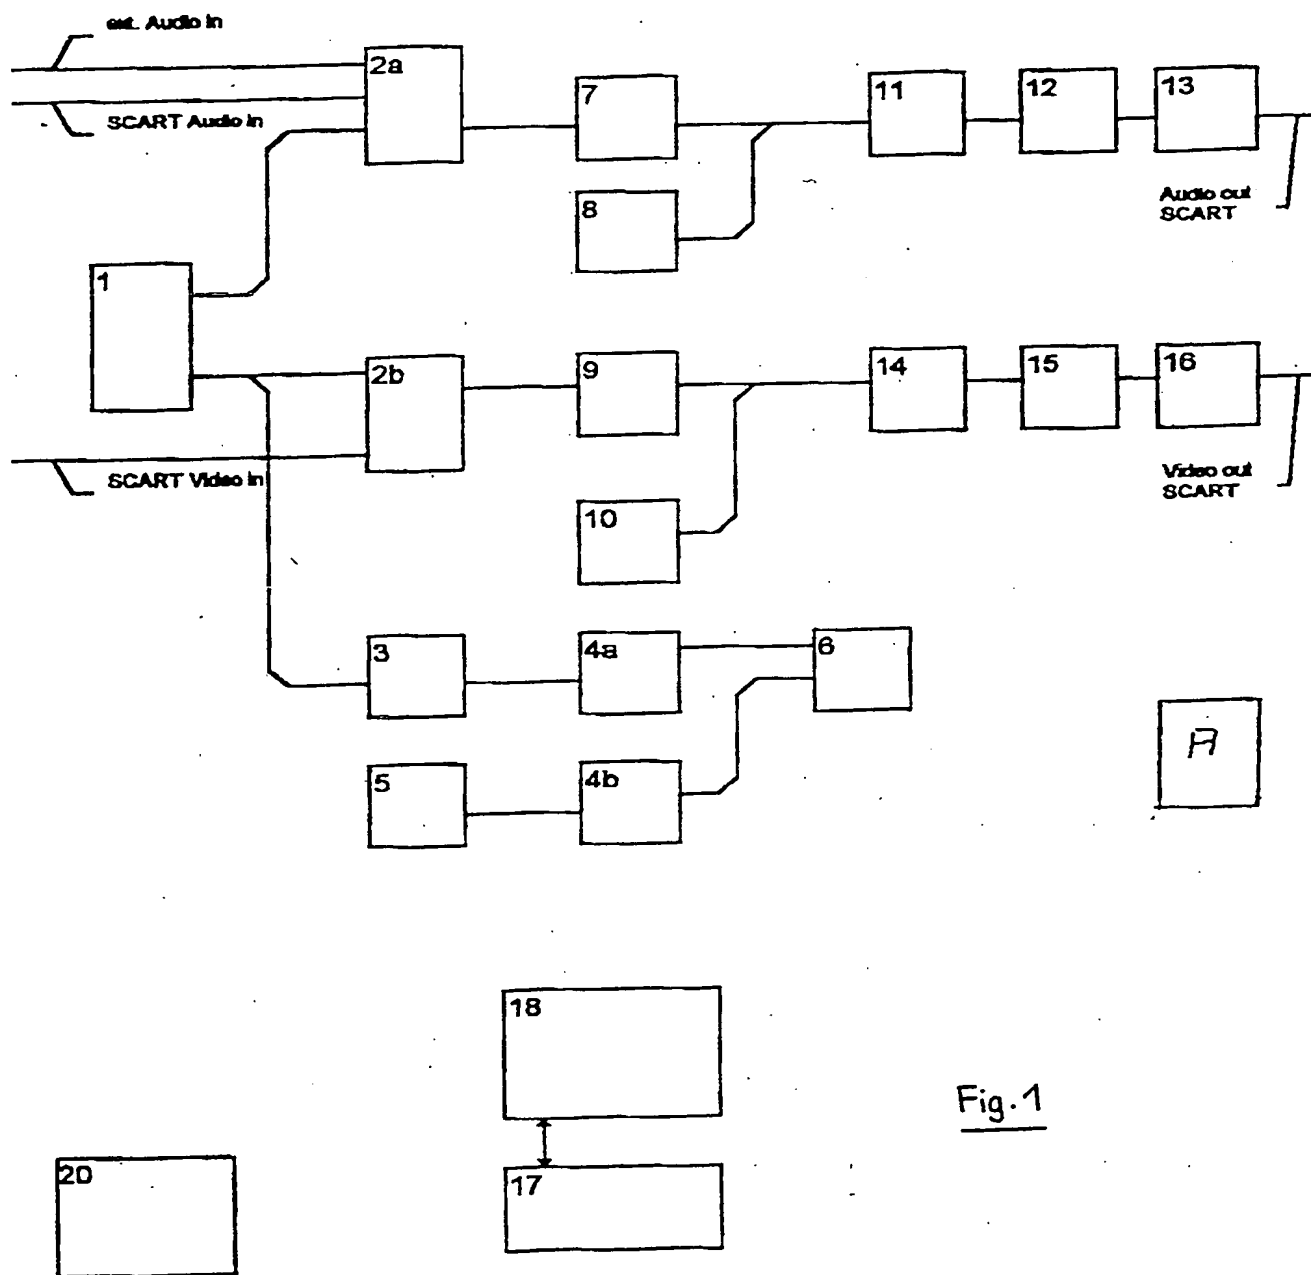 ext. Audio in
2a
7
11
12
13
SCART Audio in
Audio out
SCART
8
1
2b
9
14
15
16
SCART Video in
Video out
SCART
10
3
4a
6
A
5
4b
18
Fig. 1
20
17